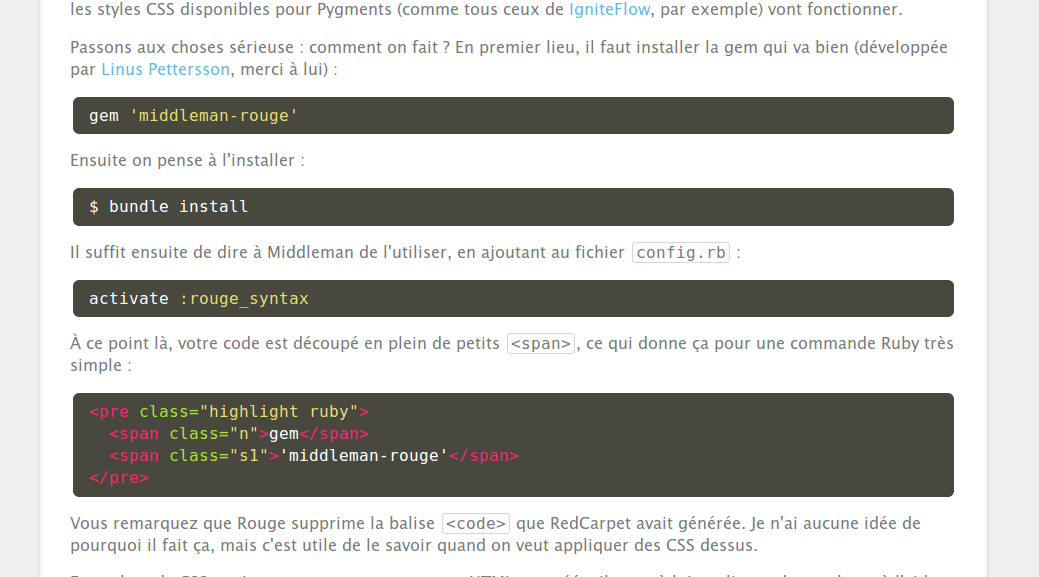 les styles CSS disponibles pour Pygments (comme tous ceux de IgniteFlow, par exemple) vont fonctionner.
Passons aux choses sérieuse : comment on fait ? En premier lieu, il faut installer la gem qui va bien (développée
par Linus Pettersson, merci à lui) :
gem 'middleman-rouge'
Ensuite on pense à l'installer :
$ bundle install
Il suffit ensuite de dire à Middleman de l'utiliser, en ajoutant au fichier config.rb :
activate :rouge_syntax
À ce point là, votre code est découpé en plein de petits <span>, ce qui donne ça pour une commande Ruby très
simple :
<pre class="highlight ruby">
  <span class="n">gem</span>
  <span class="s1">'middleman-rouge'</span>
</pre>
Vous remarquez que Rouge supprime la balise <code> que RedCarpet avait générée. Je n'ai aucune idée de
pourquoi il fait ça, mais c'est utile de le savoir quand on veut appliquer des CSS dessus.